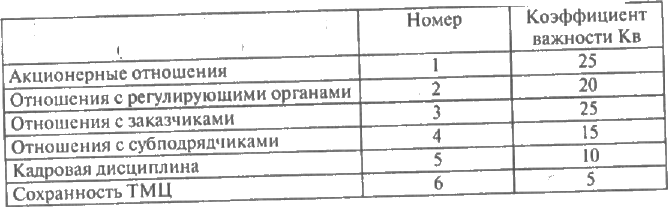 Номер Коэффициент
важности Кв
Акционерные отношения 1 25
Отношения с регулирующими органами 2 20
Отношения с заказчиками 3 25
Отношения с субподрядчиками 4 15
Кадровая дисциплина 5 10
Сохранность ТМЦ 6 5